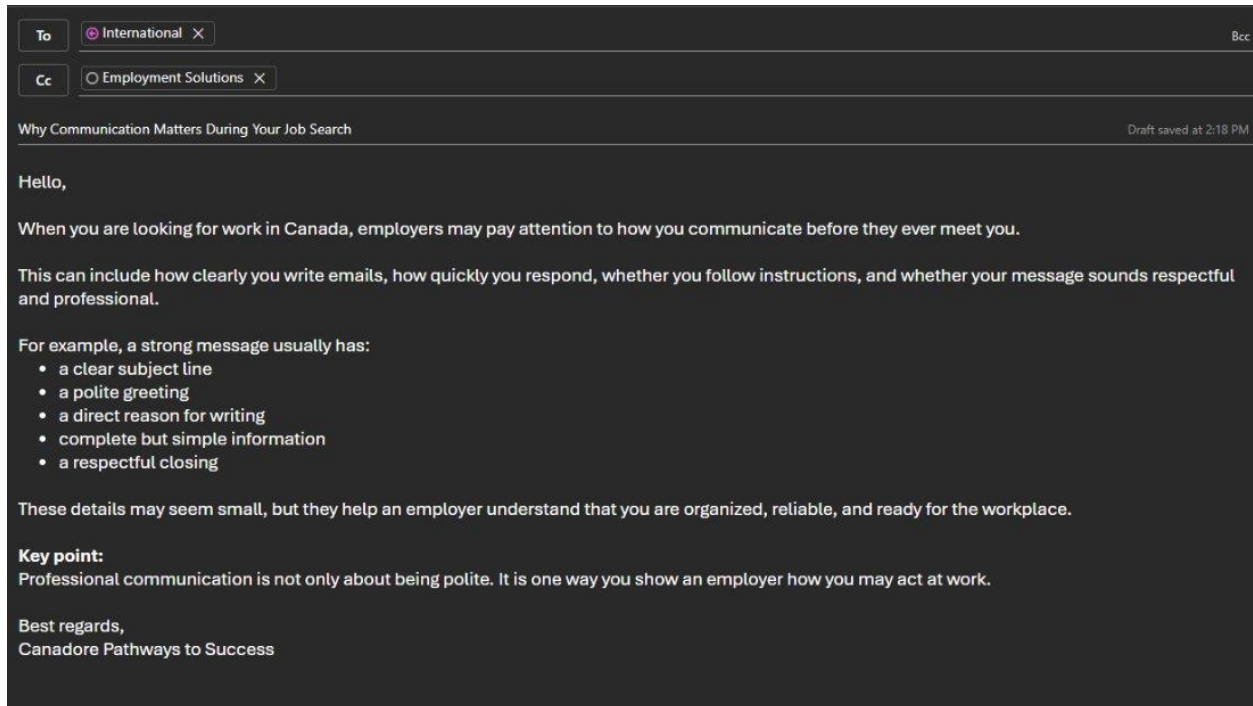 To
International
Bcc
Cc
Employment Solutions
Why Communication Matters During Your Job Search
Draft saved at 2:18 PM
Hello,
When you are looking for work in Canada, employers may pay attention to how you communicate before they ever meet you.
This can include how clearly you write emails, how quickly you respond, whether you follow instructions, and whether your message sounds respectful
and professional.
For example, a strong message usually has:
• a clear subject line
• a polite greeting
• a direct reason for writing
• complete but simple information
• a respectful closing
These details may seem small, but they help an employer understand that you are organized, reliable, and ready for the workplace.
Key point:
Professional communication is not only about being polite. It is one way you show an employer how you may act at work.
Best regards,
Canadore Pathways to Success